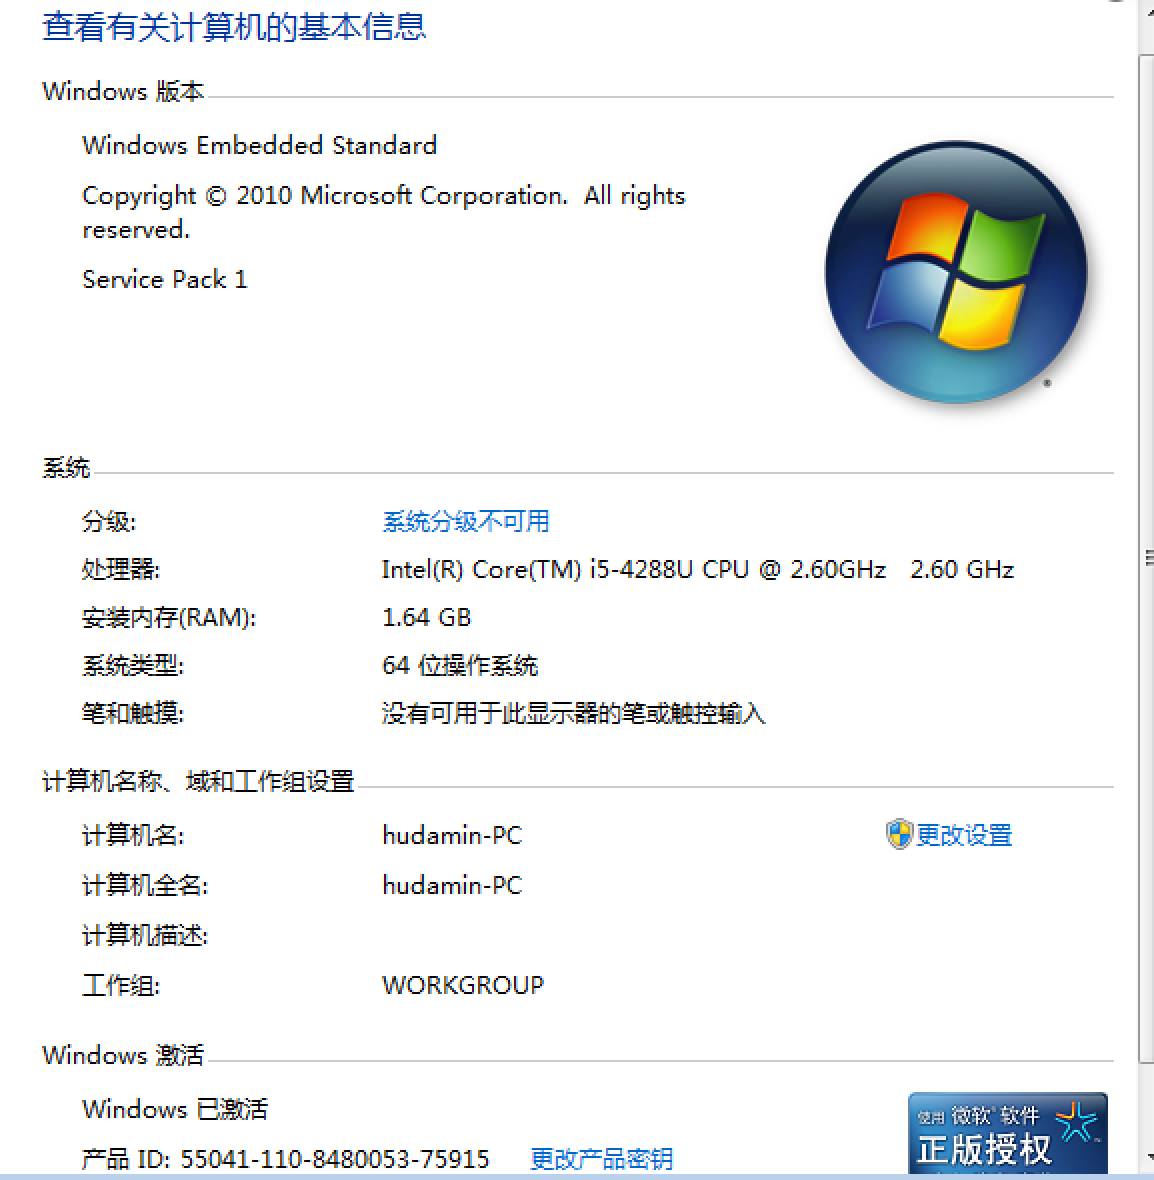 查看有关计算机的基本信息
Windows 版本
Windows Embedded Standard
Copyright © 2010 Microsoft Corporation. All rights
reserved.
Service Pack 1
®
系统
分级: 系统分级不可用
处理器: Intel(R) Core(TM) i5-4288U CPU @ 2.60GHz 2.60 GHz
安装内存(RAM): 1.64 GB
系统类型: 64 位操作系统
笔和触摸: 没有可用于此显示器的笔或触控输入
计算机名称、域和工作组设置
计算机名: hudamin-PC 更改设置
计算机全名: hudamin-PC
计算机描述:
工作组: WORKGROUP
Windows 激活
Windows 已激活
使用 微软® 软件
正版授权
产品 ID: 55041-110-8480053-75915 更改产品密钥